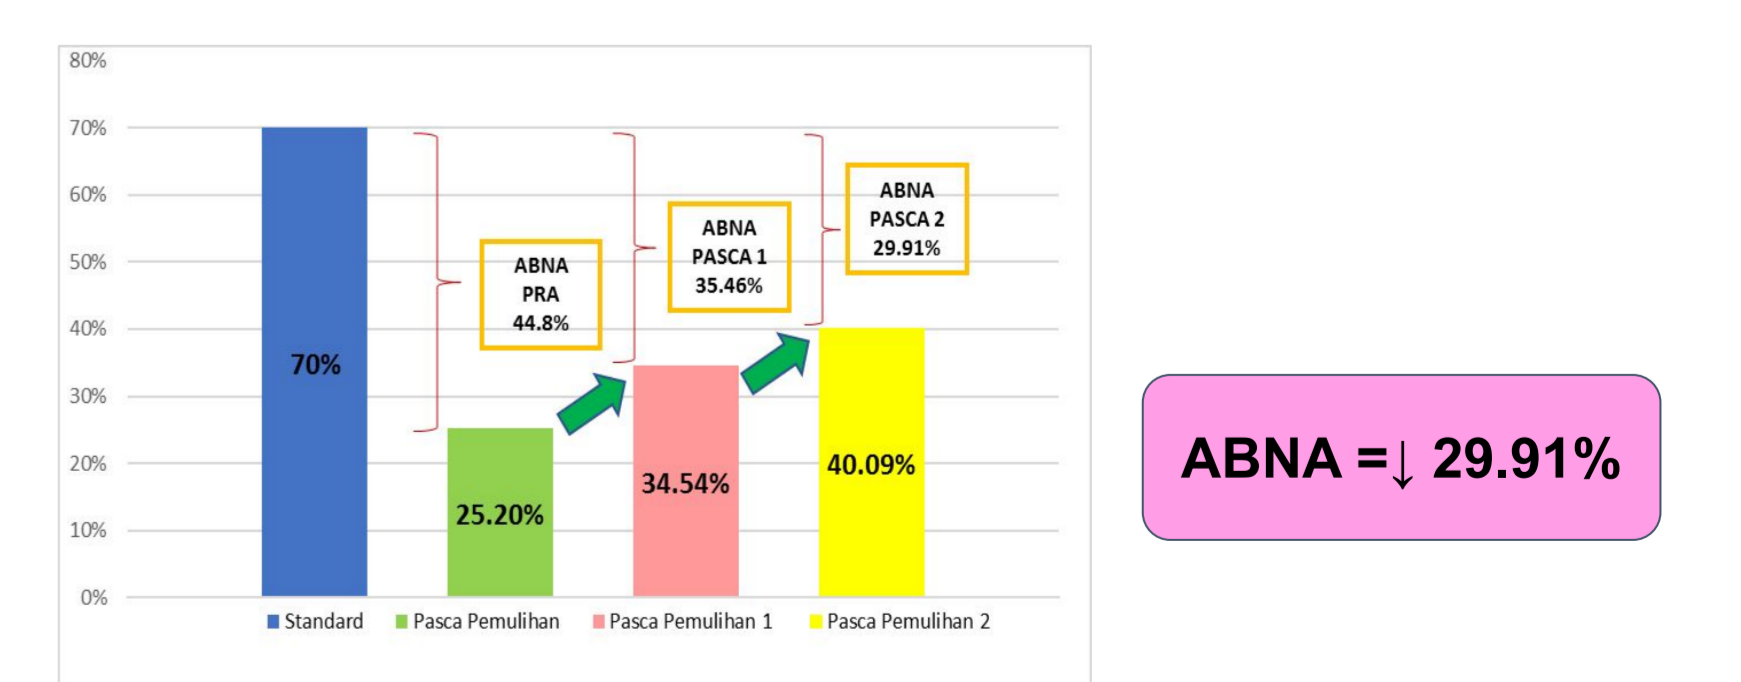 80%
70%
60%
50%
40%
30%
20%
10%
0%
70%
25.20%
34.54%
40.09%
ABNA
PRA
44.8%
ABNA
PASCA 1
35.46%
ABNA
PASCA 2
29.91%
Standard
Pasca Pemulihan
Pasca Pemulihan 1
Pasca Pemulihan 2
ABNA =↓ 29.91%